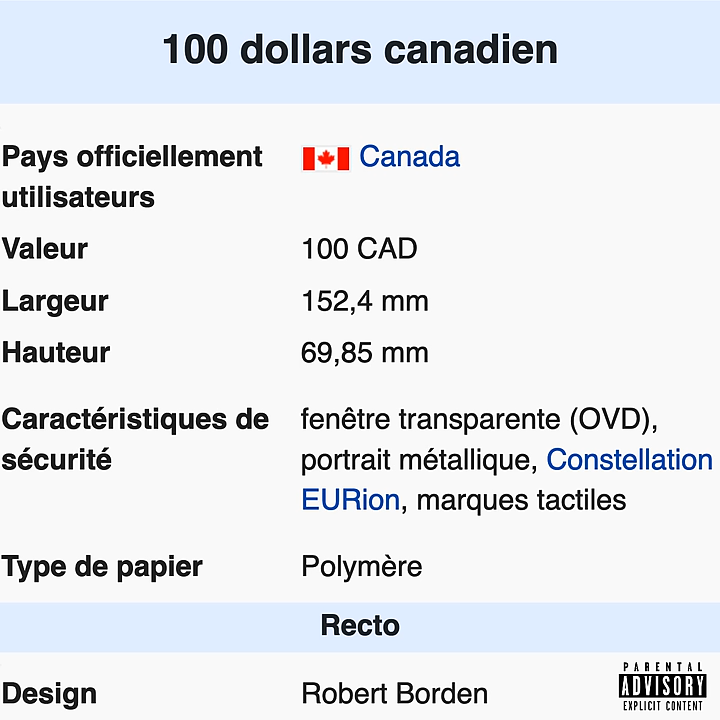 100 dollars canadien
Pays officiellement utilisateurs
Canada
Valeur
100 CAD
Largeur
152,4 mm
Hauteur
69,85 mm
Caractéristiques de sécurité
fenêtre transparente (OVD),
portrait métallique, Constellation
EURion, marques tactiles
Type de papier
Polymère
Recto
Design
Robert Borden
PARENTAL
ADVISORY
EXPLICIT CONTENT